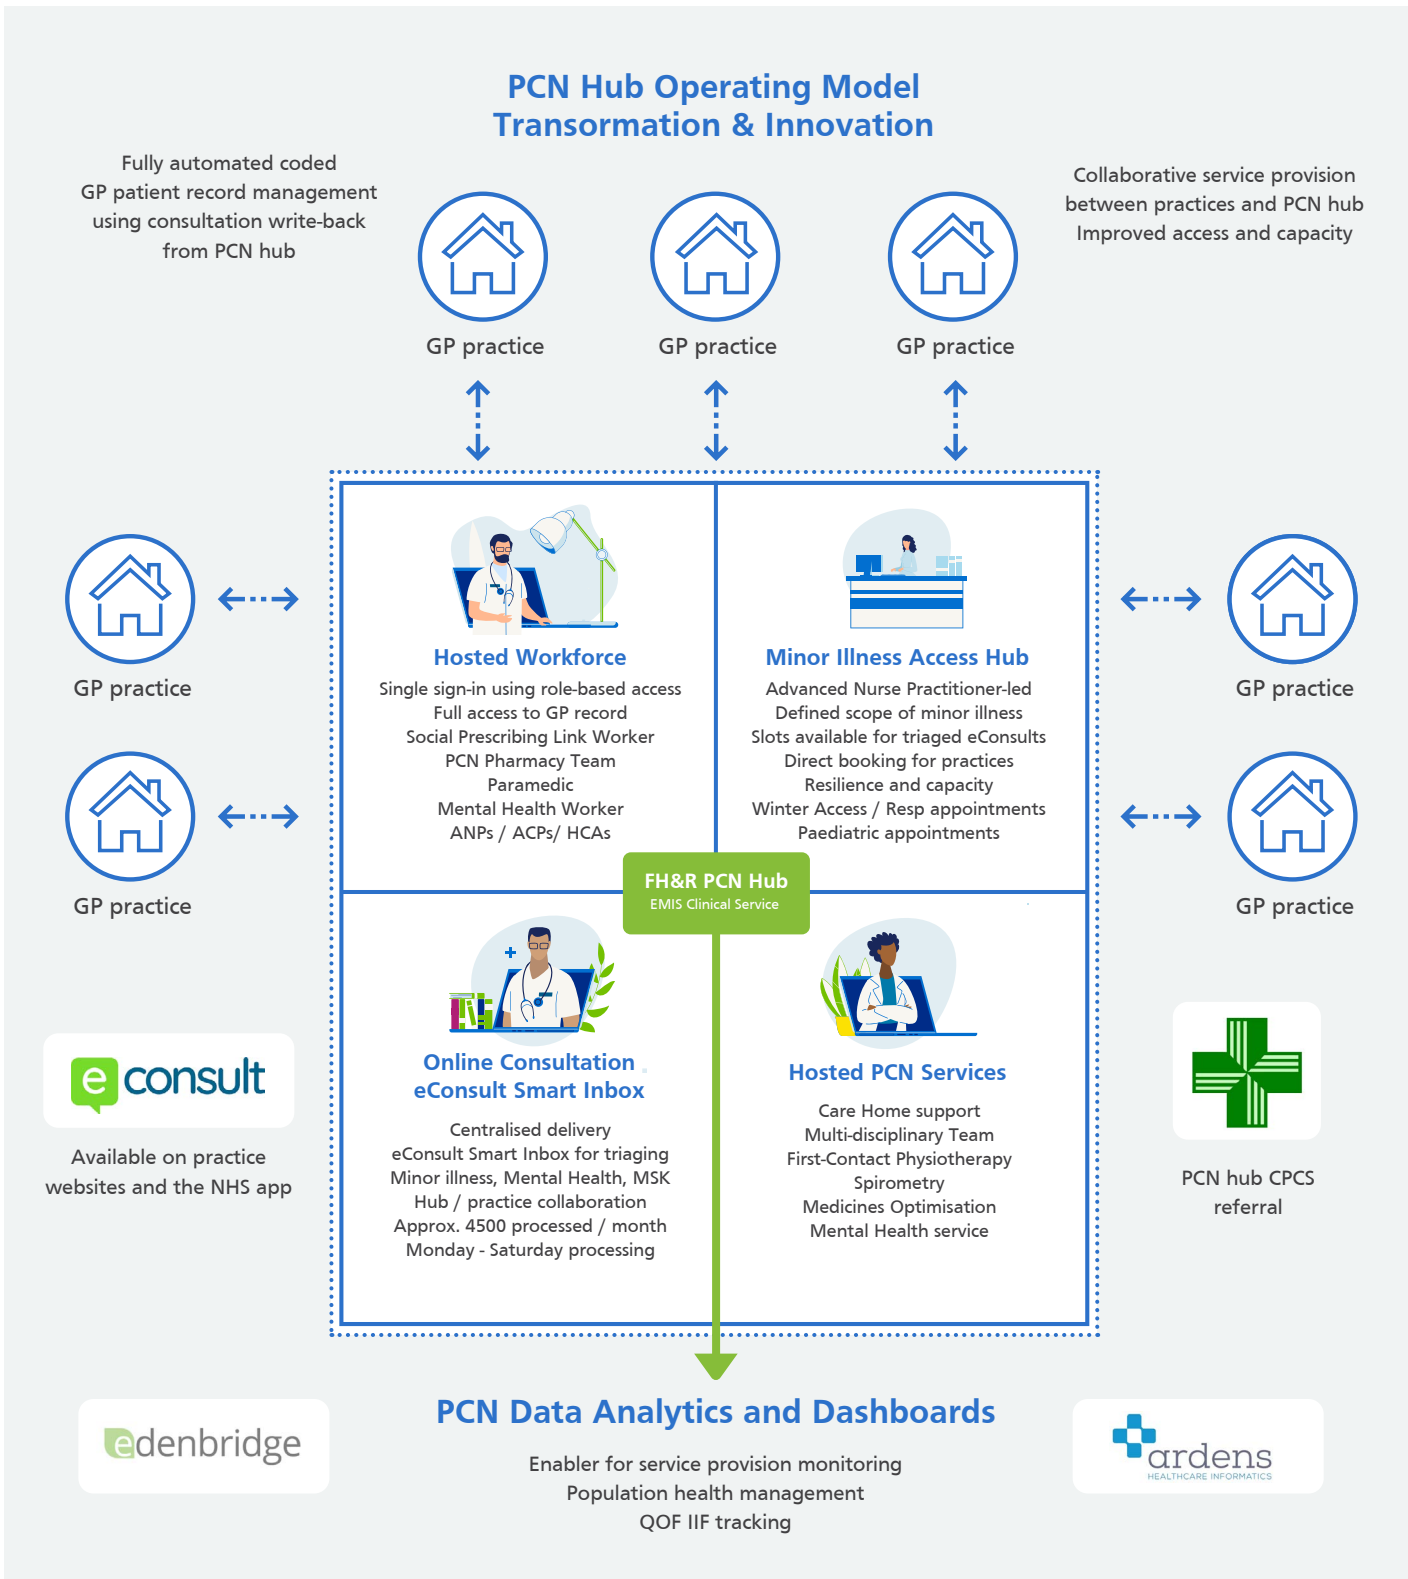 PCN Hub Operating Model
Transormation & Innovation
Fully automated coded
GP patient record management
using consultation write-back
from PCN hub
Collaborative service provision
between practices and PCN hub
Improved access and capacity
GP practice
GP practice
GP practice
GP practice
GP practice
GP practice
GP practice
Hosted Workforce
Single sign-in using role-based access
Full access to GP record
Social Prescribing Link Worker
PCN Pharmacy Team
Paramedic
Mental Health Worker
ANPs / ACPs/ HCAs
Minor Illness Access Hub
Advanced Nurse Practitioner-led
Defined scope of minor illness
Slots available for triaged eConsults
Direct booking for practices
Resilience and capacity
Winter Access / Resp appointments
Paediatric appointments
FH&R PCN Hub
EMIS Clinical Service
Online Consultation
eConsult Smart Inbox
Centralised delivery
eConsult Smart Inbox for triaging
Minor illness, Mental Health, MSK
Hub / practice collaboration
Approx. 4500 processed / month
Monday - Saturday processing
Hosted PCN Services
Care Home support
Multi-disciplinary Team
First-Contact Physiotherapy
Spirometry
Medicines Optimisation
Mental Health service
e consult
Available on practice
websites and the NHS app
PCN hub CPCS
referral
PCN Data Analytics and Dashboards
Enabler for service provision monitoring
Population health management
QOF IIF tracking
edenbridge
ardens
HEALTHCARE INFORMATICS